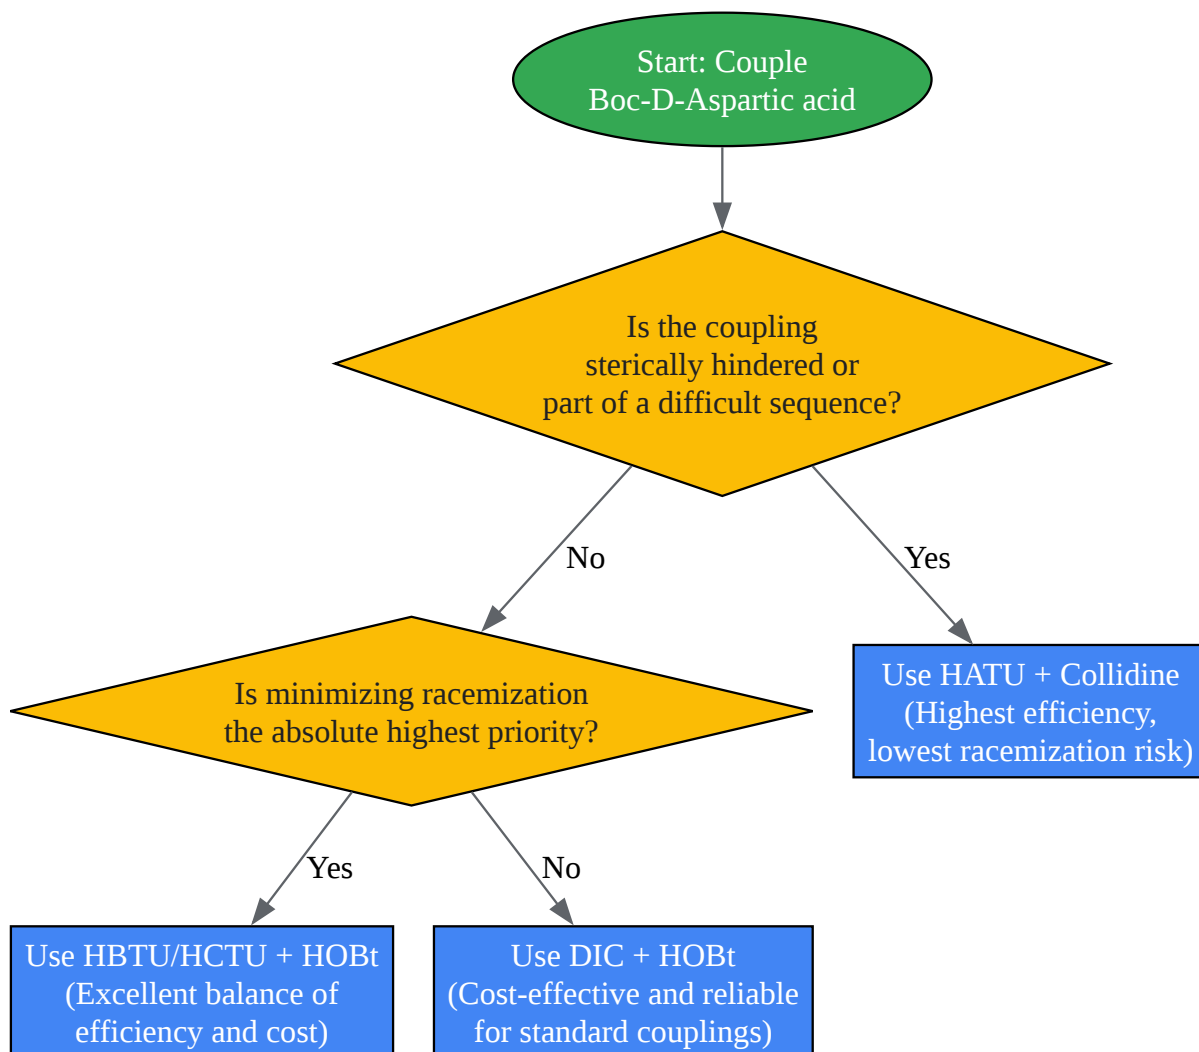 Start: Couple
Boc-D-Aspartic acid
Is the coupling
sterically hindered or
part of a difficult sequence?
No
Yes
Is minimizing racemization
the absolute highest priority?
Use HATU + Collidine
(Highest efficiency,
lowest racemization risk)
Yes
No
Use HBTU/HCTU + HOBt
(Excellent balance of
efficiency and cost)
Use DIC + HOBt
(Cost-effective and reliable
for standard couplings)